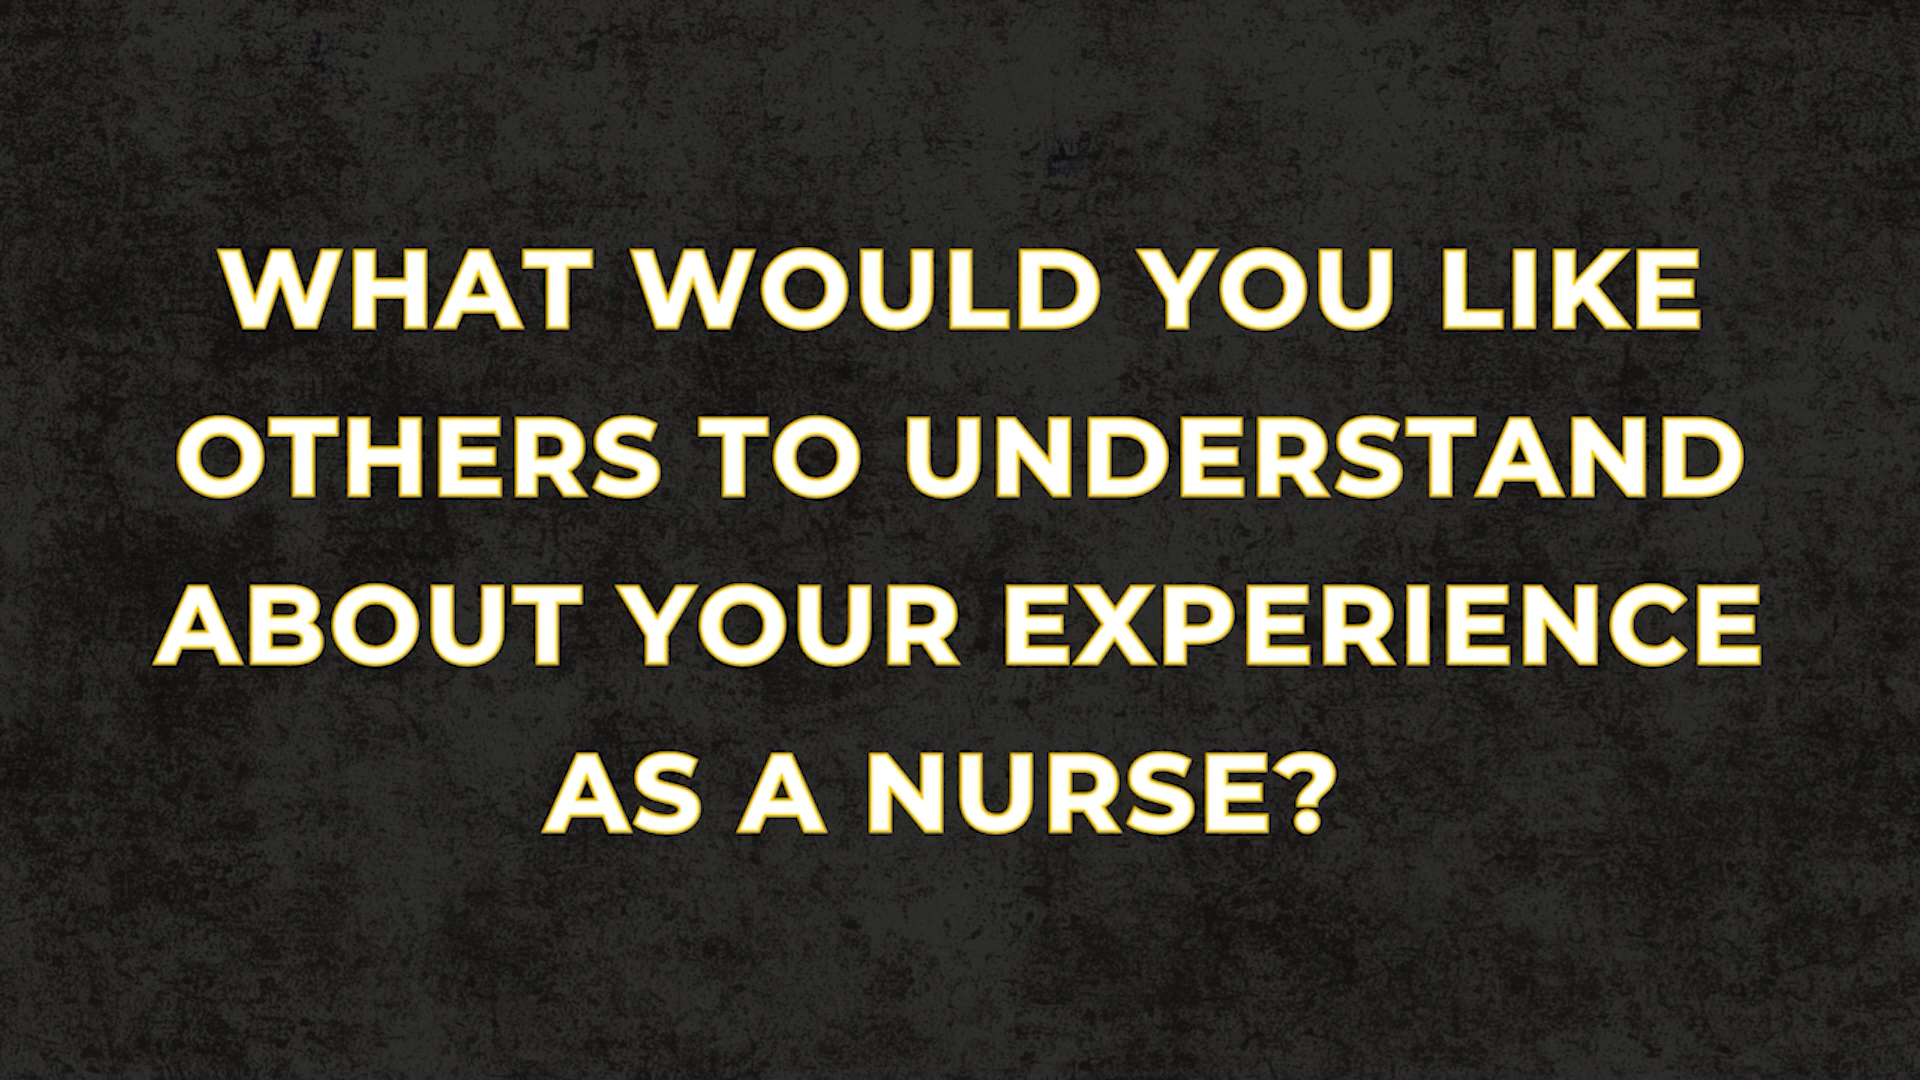 WHAT WOULD YOU LIKE
OTHERS TO UNDERSTAND
ABOUT YOUR EXPERIENCE
AS A NURSE?